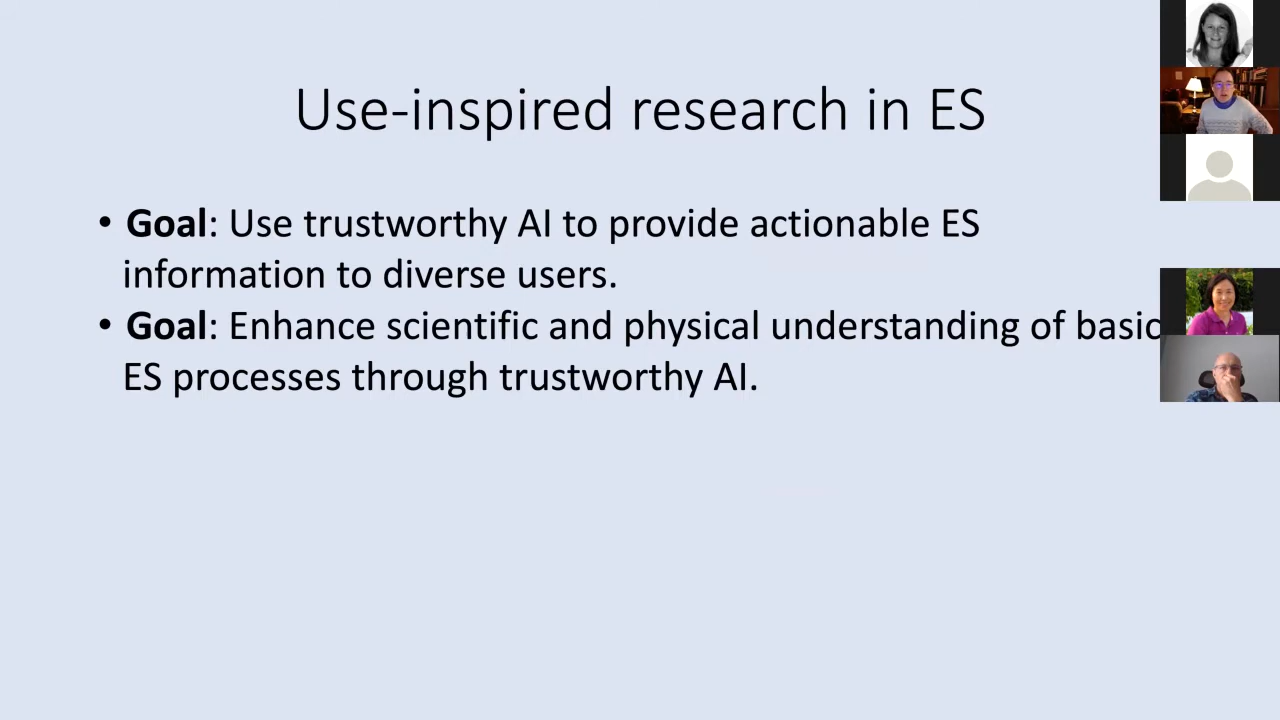 Use-inspired research in ES
• Goal: Use trustworthy AI to provide actionable ES
information to diverse users.
• Goal: Enhance scientific and physical understanding of basic
ES processes through trustworthy AI.